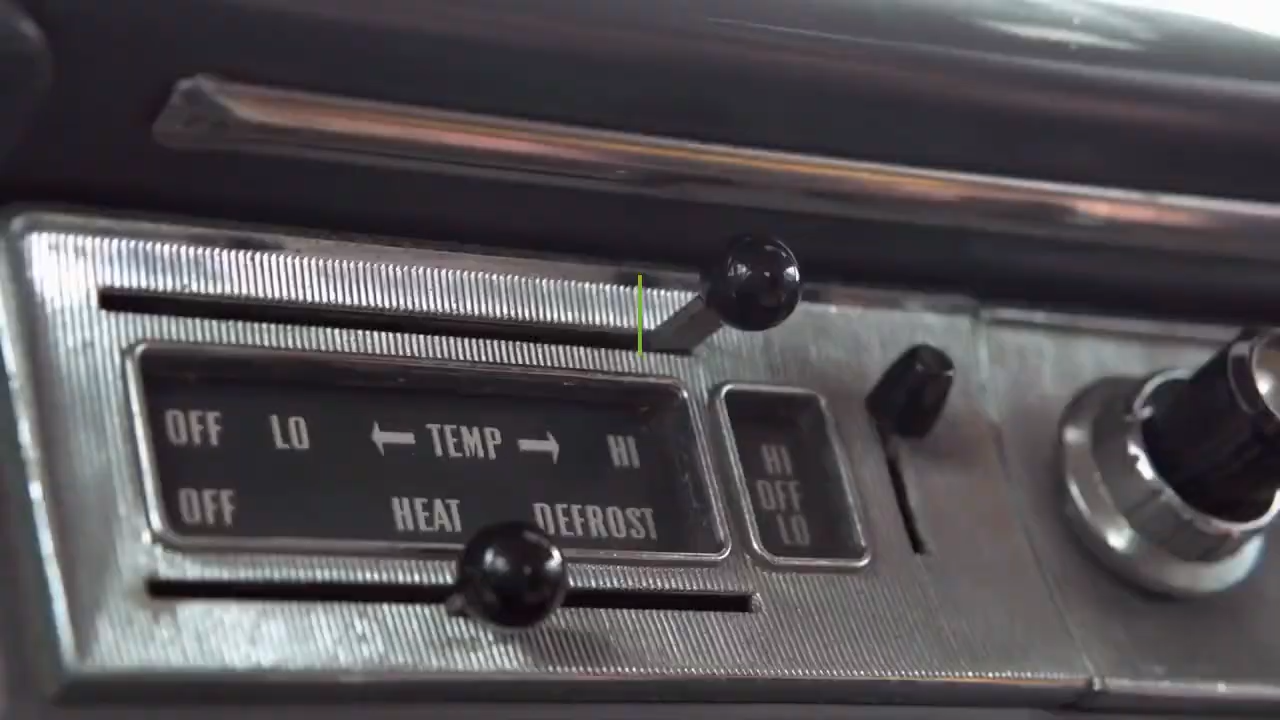 OFF LO ← TEMP → HI
OFF HEAT DEFROST
HI
OFF
LO